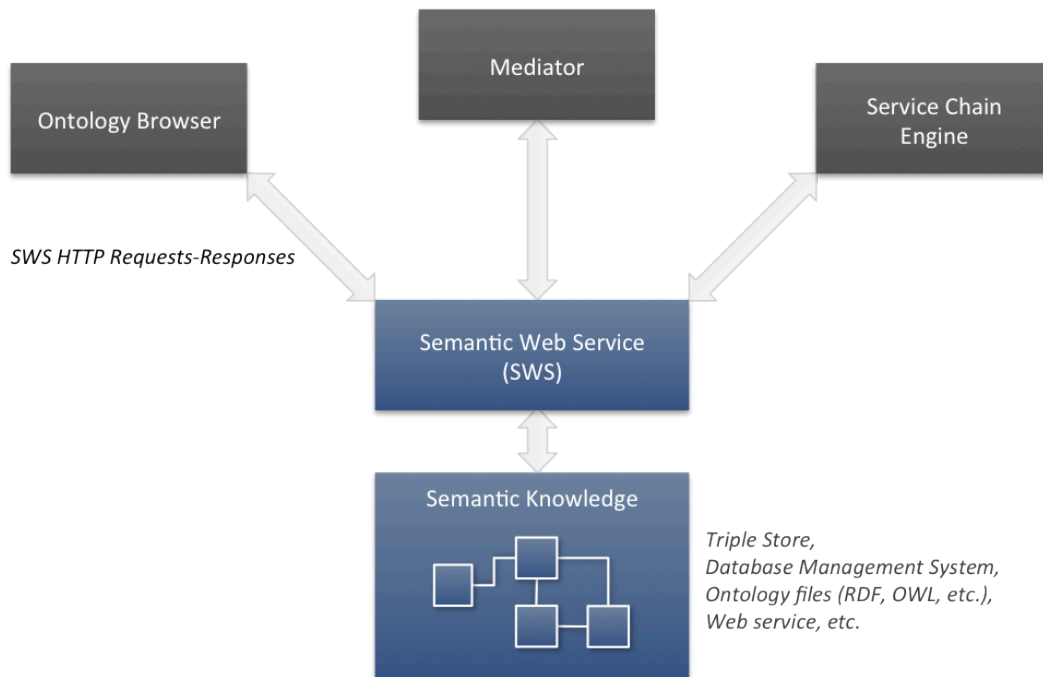 Mediator
Ontology Browser
Service Chain
Engine
SWS HTTP Requests-Responses
Semantic Web Service
(SWS)
Semantic Knowledge
Triple Store,
Database Management System,
Ontology files (RDF, OWL, etc.),
Web service, etc.